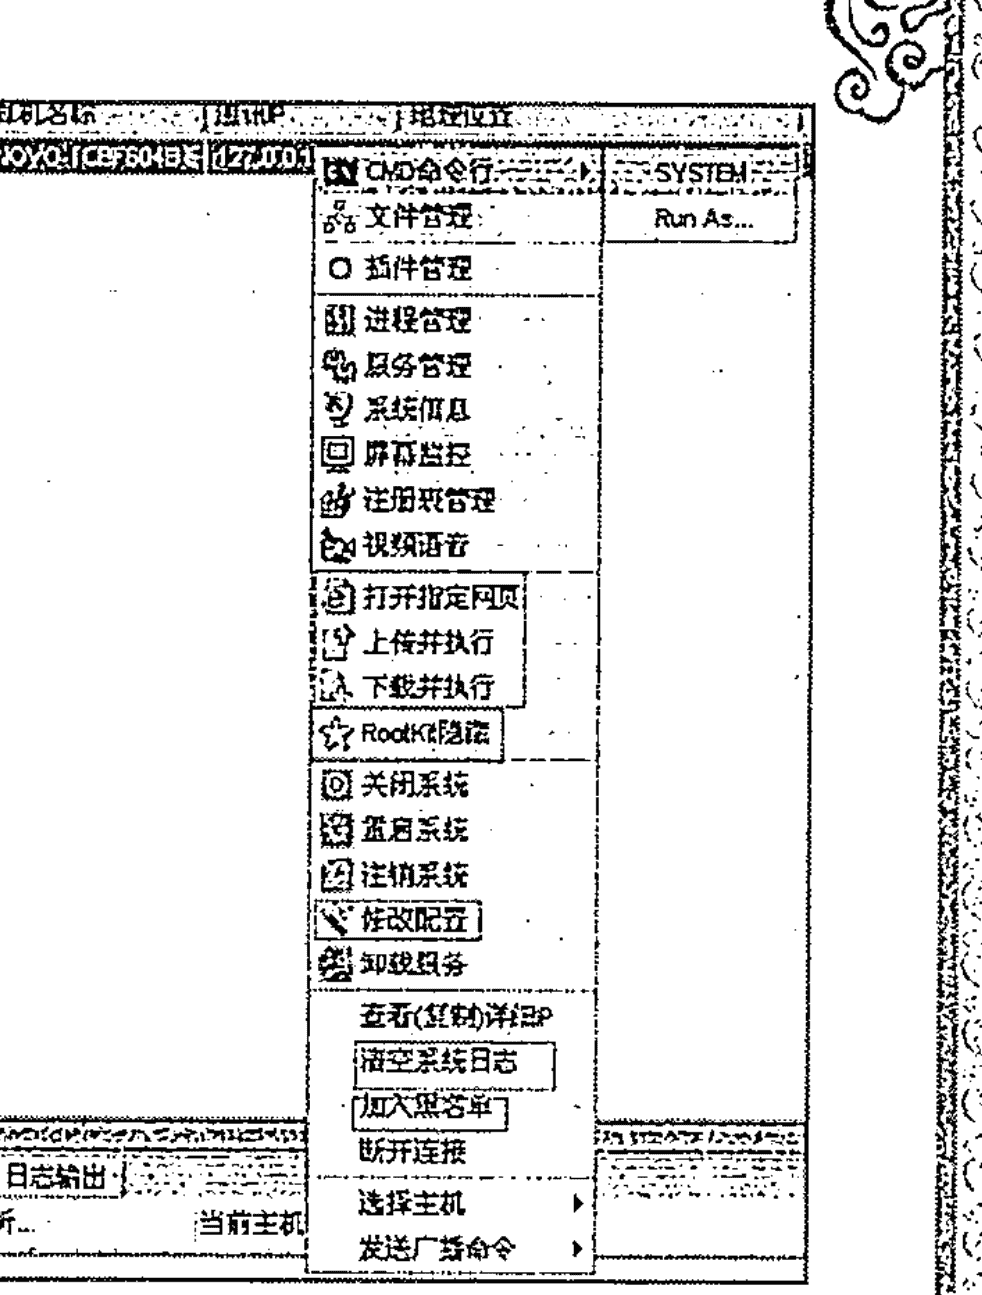 127.0.0.1
CMD命令行
SYSTEM
文件管理
Run As...
插件管理
进程管理
服务管理
系统信息
屏幕监控
注册表管理
视频语音
打开指定网页
上传并执行
下载并执行
RootKit隐藏
关闭系统
重启系统
注销系统
修改配置
卸载服务
查看(复制)详细IP
清空系统日志
加入黑名单
断开连接
日志输出
选择主机
当前主机
发送广播命令